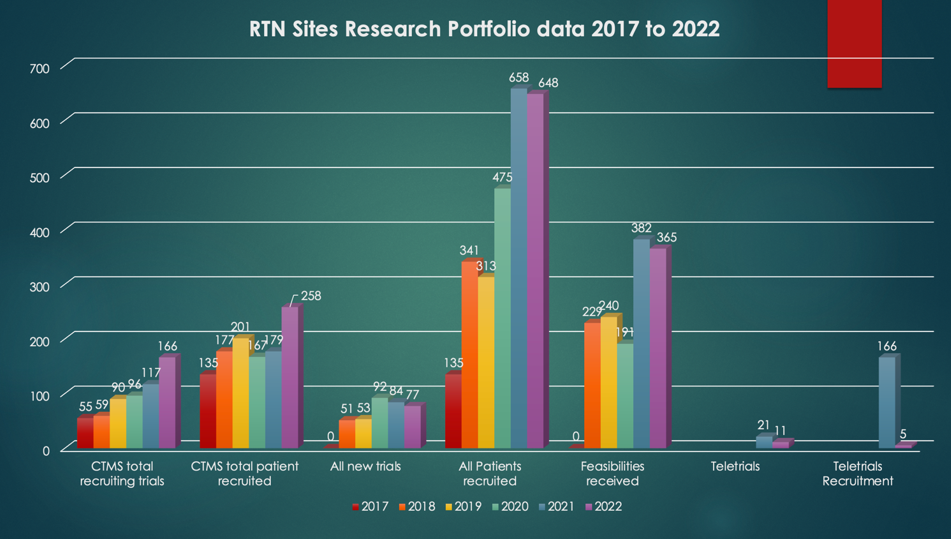 RTN Sites Research Portfolio data 2017 to 2022
700
600
500
400
300
200
100
0
55 59 90 96 117 166
135 177 201 167 179 258
0 51 53 92 84 77
135 341 313 475 658 648
0 229 240 191 382 365
21 11
166 5
CTMS total
recruiting trials
CTMS total patient
recruited
All new trials
All Patients
recruited
Feasibilities
received
Teletrials
Teletrials
Recruitment
2017 2018 2019 2020 2021 2022